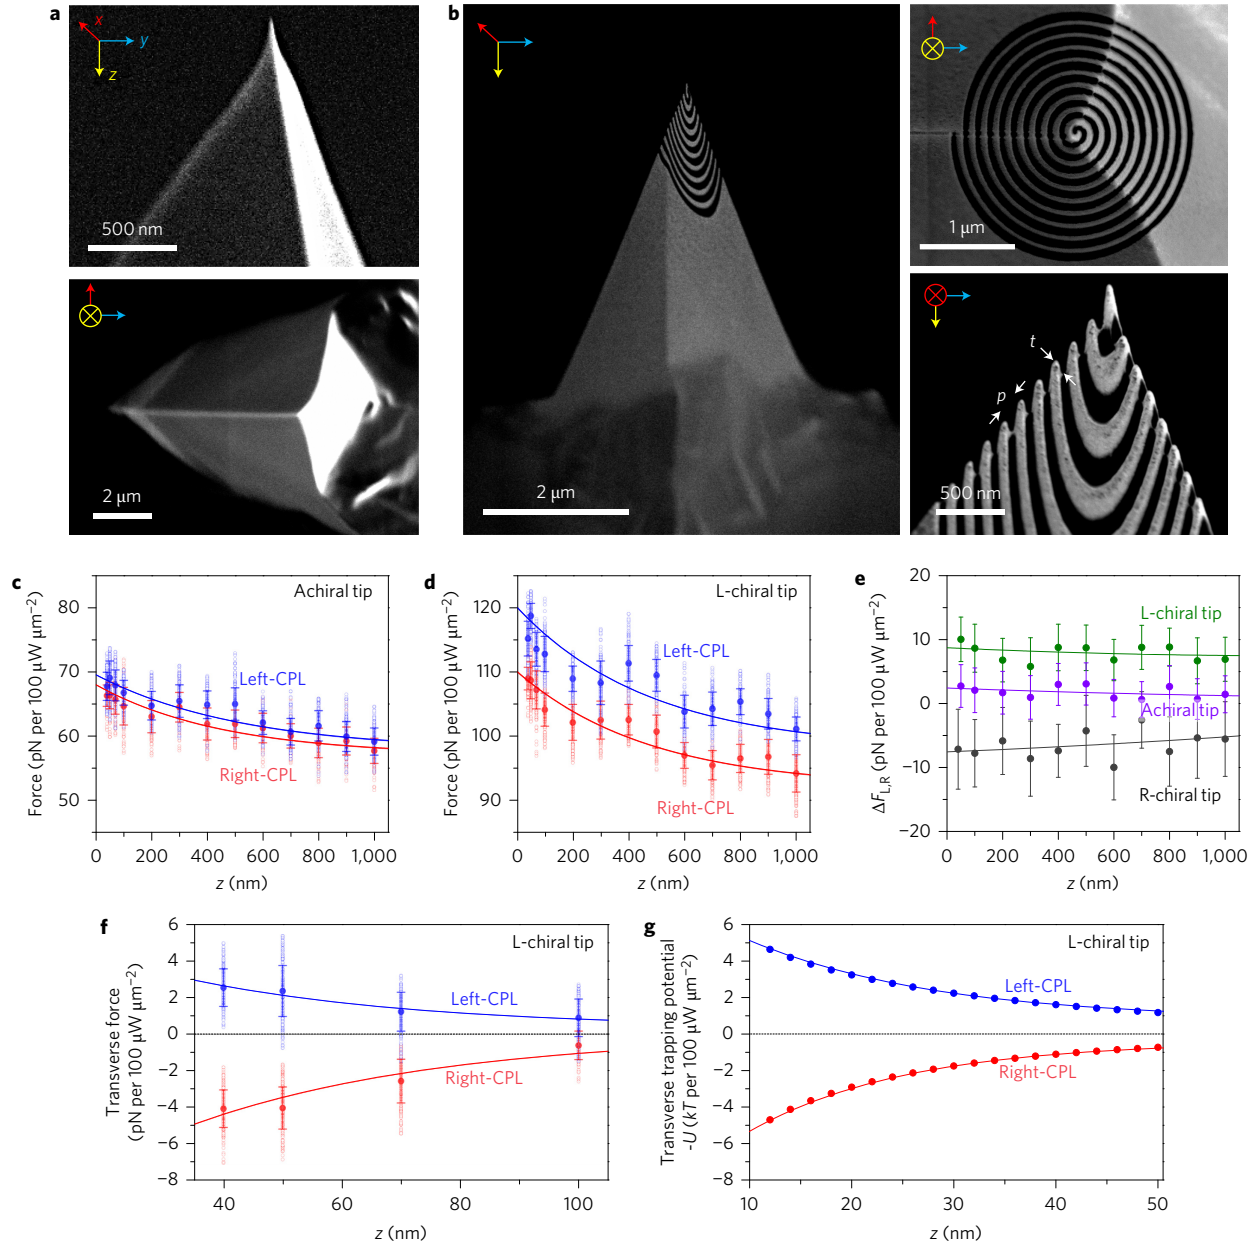 a
x
y
z
500 nm
2 μm
b
2 μm
1 μm
t
p
500 nm
c
Achiral tip
Left-CPL
Right-CPL
Force (pN per 100 μW μm−2)
80
70
60
50
0 200 400 600 800 1,000
z (nm)
d
L-chiral tip
Left-CPL
Right-CPL
Force (pN per 100 μW μm−2)
120
110
100
90
0 200 400 600 800 1,000
z (nm)
e
L-chiral tip
Achiral tip
R-chiral tip
ΔFL,R (pN per 100 μW μm−2)
20
10
0
−10
−20
0 200 400 600 800 1,000
z (nm)
f
L-chiral tip
Left-CPL
Right-CPL
Transverse force
(pN per 100 μW μm−2)
6
4
2
0
−2
−4
−6
−8
40 60 80 100
z (nm)
g
L-chiral tip
Left-CPL
Right-CPL
Transverse trapping potential
-U (kT per 100 μW μm−2)
6
4
2
0
−2
−4
−6
−8
10 20 30 40 50
z (nm)